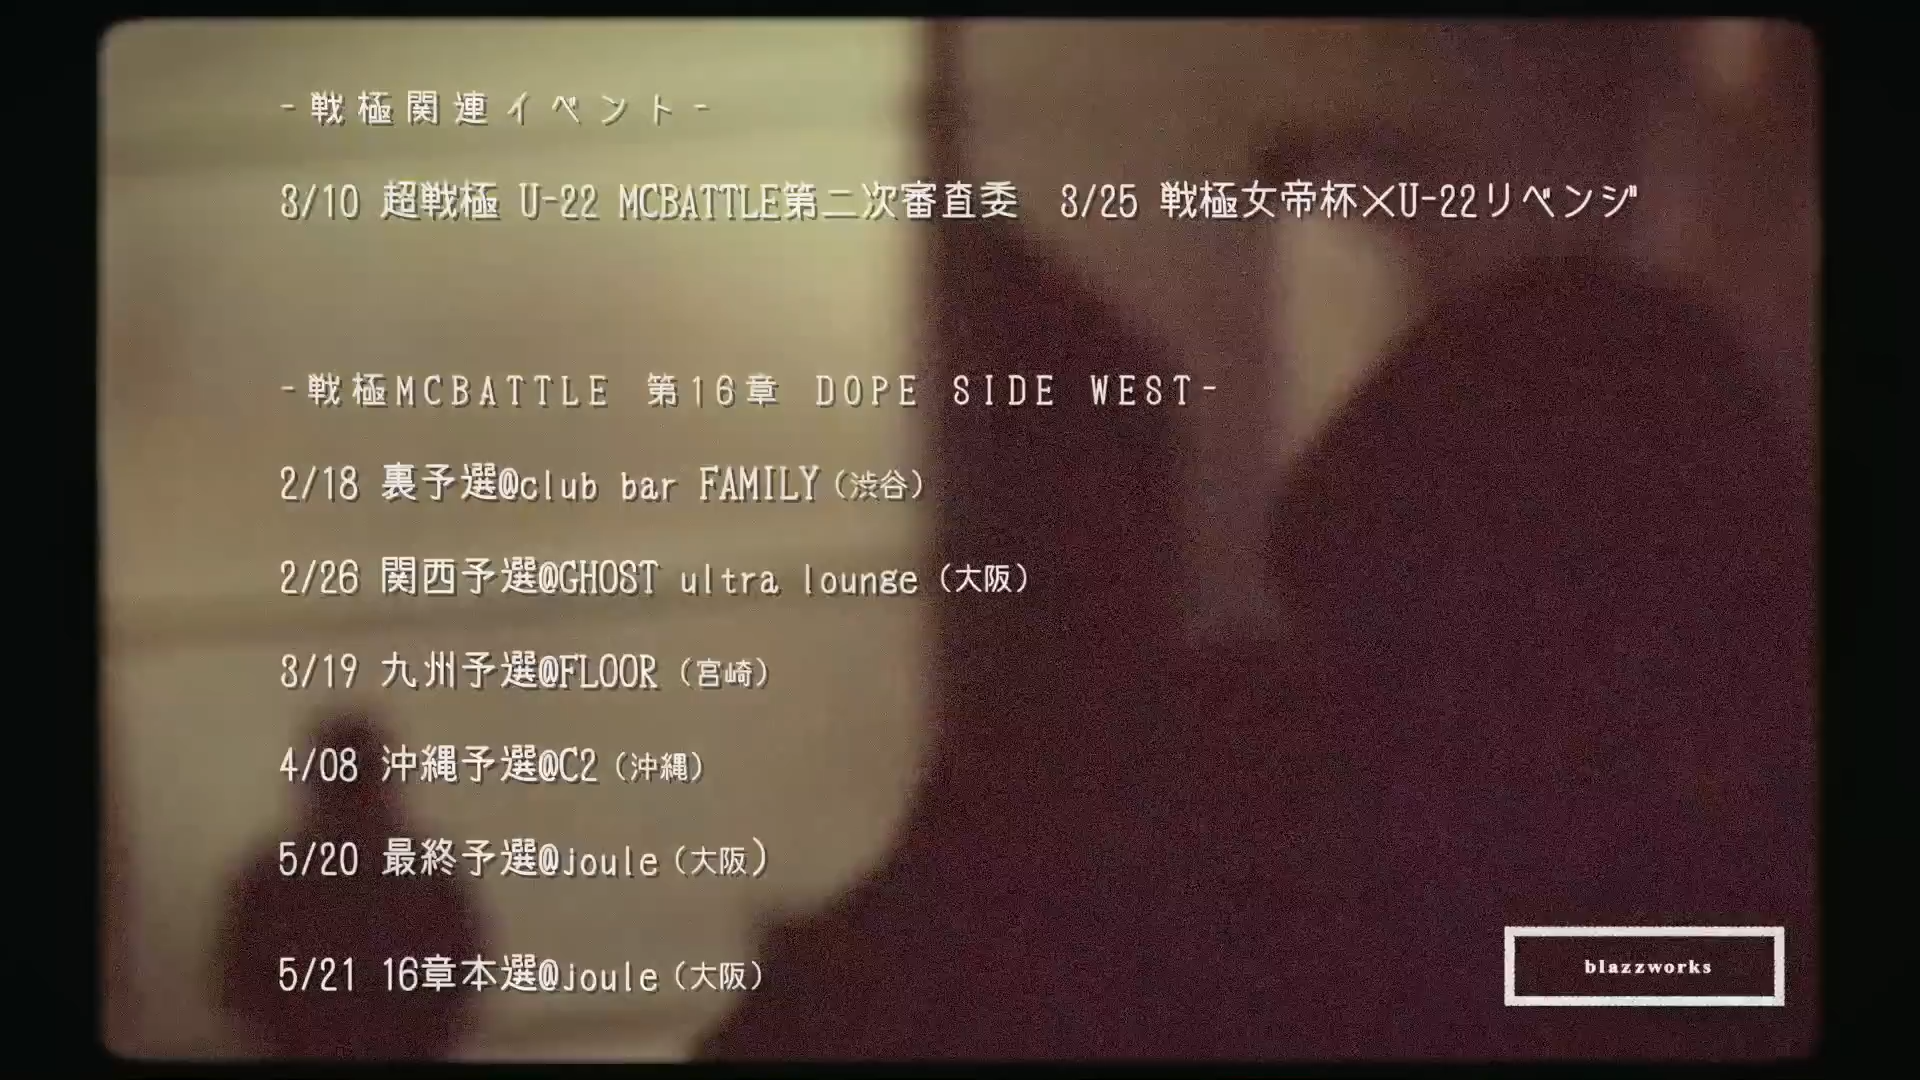 -戦極関連イベント-
3/10 超戦極 U-22 MCBATTLE第二次審査委　3/25 戦極女帝杯×U-22リベンジ
-戦極MCBATTLE 第16章 DOPE SIDE WEST-
2/18 裏予選@club bar FAMILY（渋谷）
2/26 関西予選@GHOST ultra lounge（大阪）
3/19 九州予選@FLOOR（宮崎）
4/08 沖縄予選@C2（沖縄）
5/20 最終予選@joule（大阪)
5/21 16章本選@joule（大阪）
blazzworks